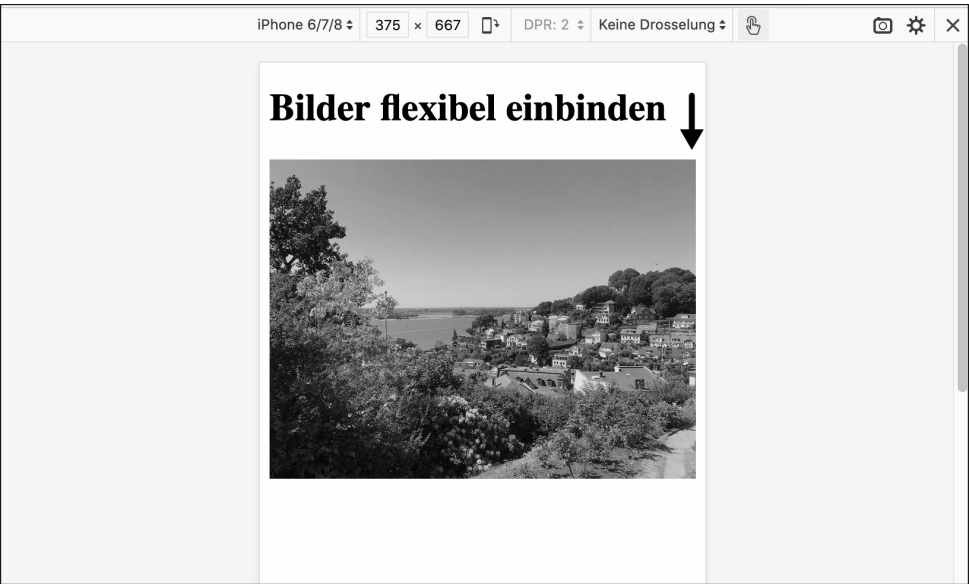 iPhone 6/7/8 375 × 667 DPR: 2 Keine Drosselung
Bilder flexibel einbinden